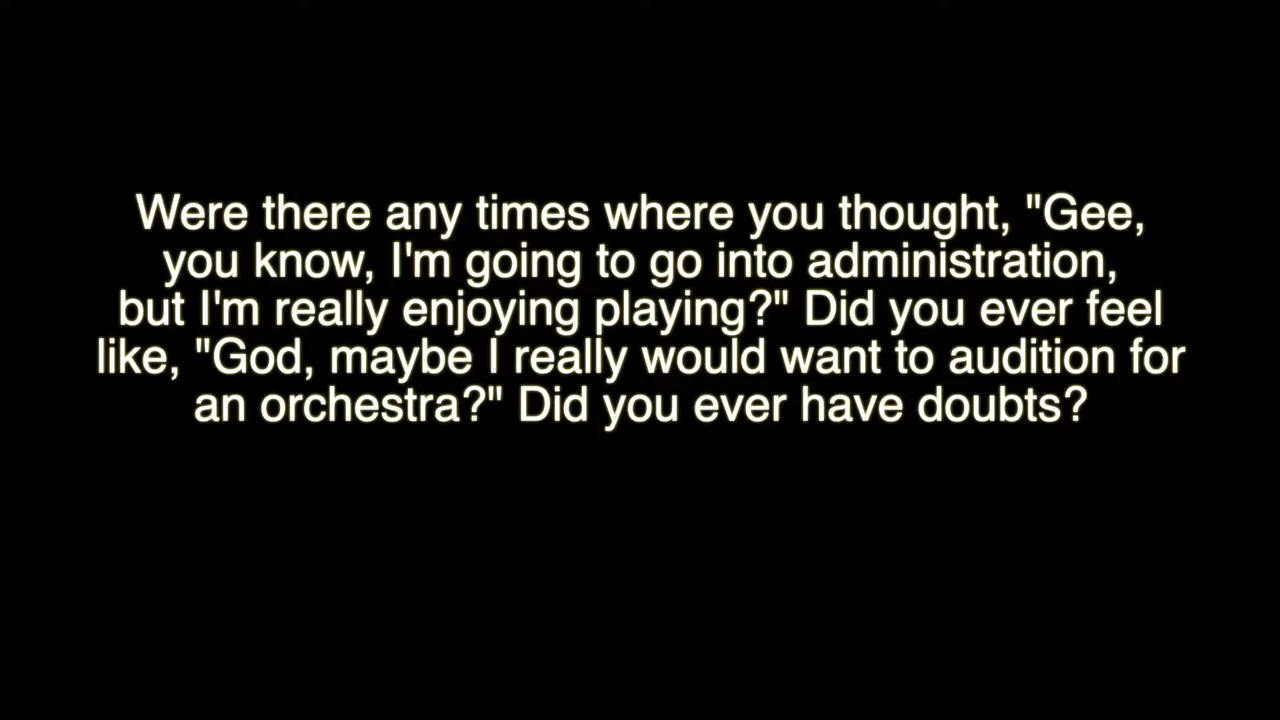 Were there any times where you thought, "Gee,
you know, I'm going to go into administration,
but I'm really enjoying playing?" Did you ever feel
like, "God, maybe I really would want to audition for
an orchestra?" Did you ever have doubts?